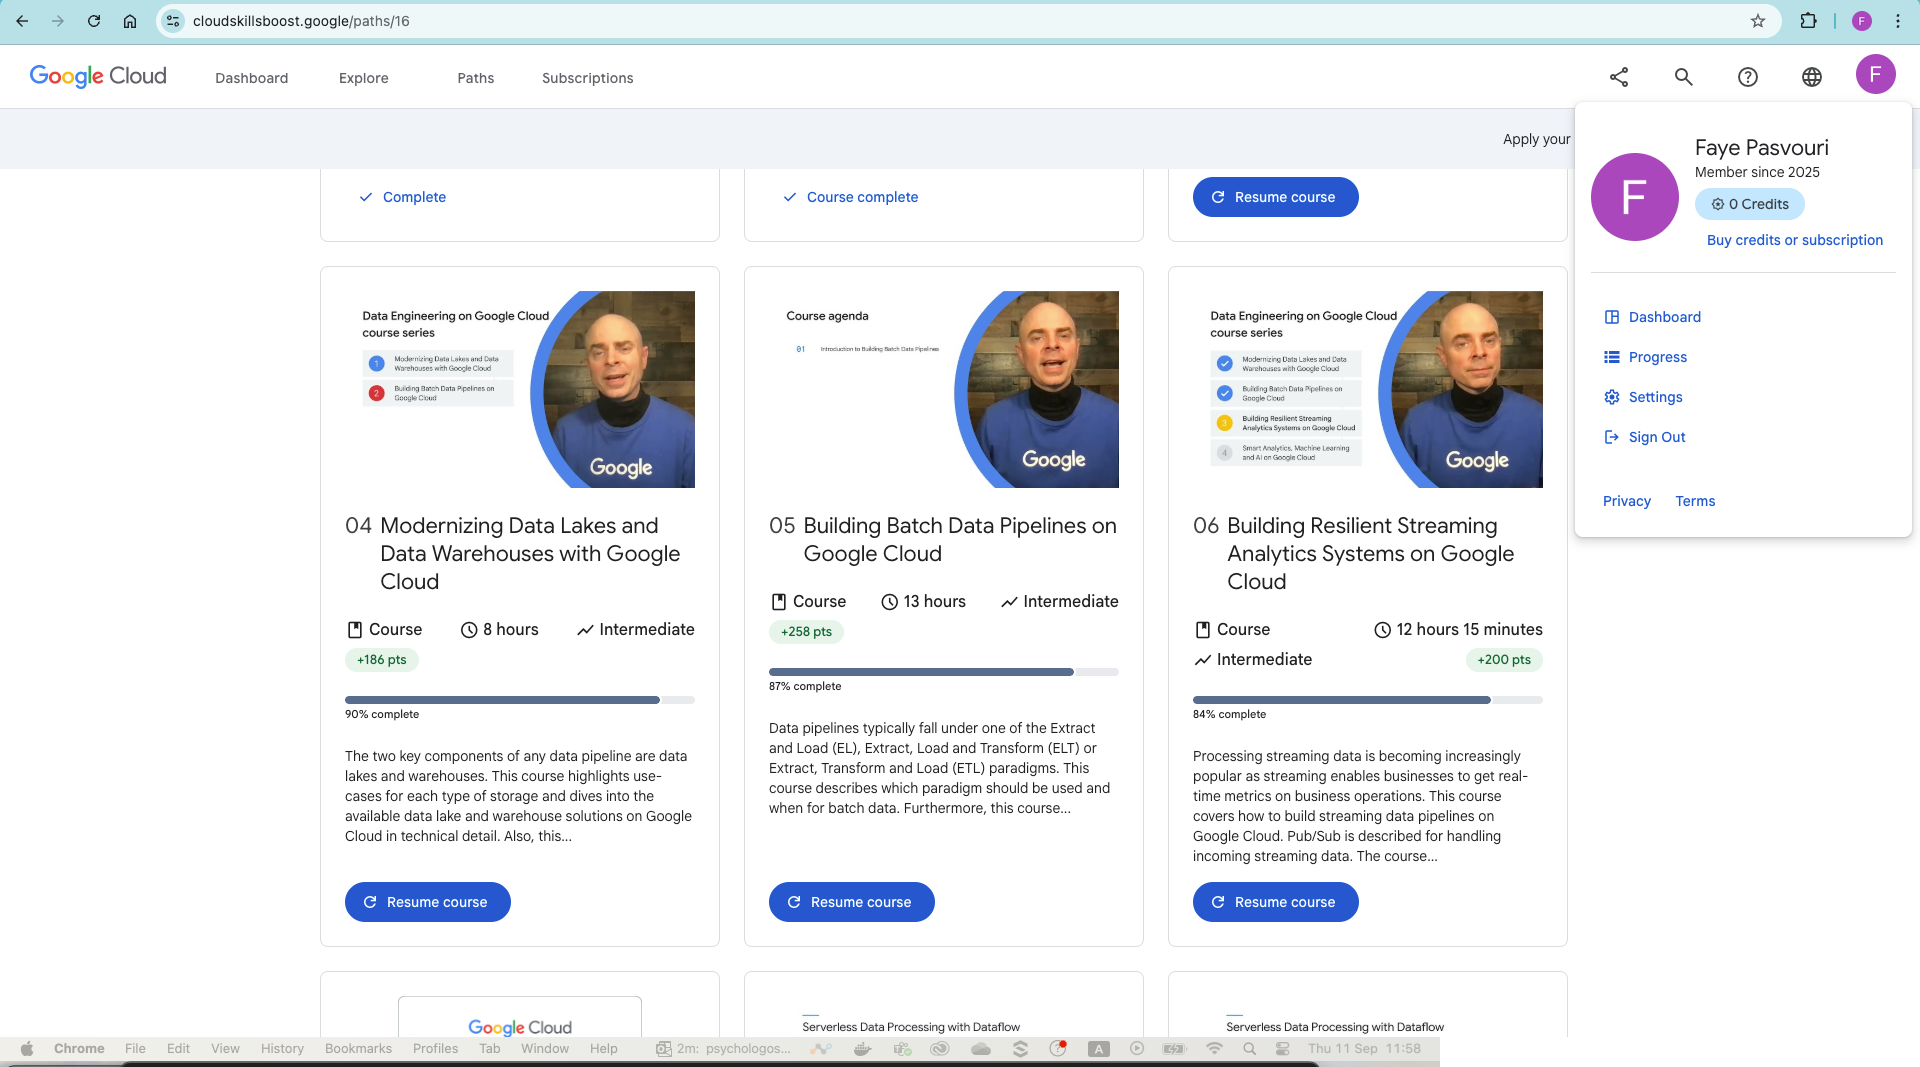 cloudskillsboost.google/paths/16
F
Google Cloud
Dashboard
Explore
Paths
Subscriptions
F
Apply your
Faye Pasvouri
Member since 2025
0 Credits
Buy credits or subscription
F
Dashboard
Progress
Settings
Sign Out
Privacy
Terms
Complete
Course complete
Resume course
Data Engineering on Google Cloud
course series
1
Modernizing Data Lakes and Data
Warehouses with Google Cloud
2
Building Batch Data Pipelines on
Google Cloud
Google
04 Modernizing Data Lakes and
Data Warehouses with Google
Cloud
Course
8 hours
Intermediate
+186 pts
90% complete
The two key components of any data pipeline are data
lakes and warehouses. This course highlights use-
cases for each type of storage and dives into the
available data lake and warehouse solutions on Google
Cloud in technical detail. Also, this...
Resume course
Course agenda
01 Introduction to Building Batch Data Pipelines
Google
05 Building Batch Data Pipelines on
Google Cloud
Course
13 hours
Intermediate
+258 pts
87% complete
Data pipelines typically fall under one of the Extract
and Load (EL), Extract, Load and Transform (ELT) or
Extract, Transform and Load (ETL) paradigms. This
course describes which paradigm should be used and
when for batch data. Furthermore, this course...
Resume course
Data Engineering on Google Cloud
course series
Modernizing Data Lakes and Data
Warehouses with Google Cloud
Building Batch Data Pipelines on
Google Cloud
3
Building Resilient Streaming
Analytics Systems on Google Cloud
4
Smart Analytics, Machine Learning
and AI on Google Cloud
Google
06 Building Resilient Streaming
Analytics Systems on Google
Cloud
Course
12 hours 15 minutes
Intermediate
+200 pts
84% complete
Processing streaming data is becoming increasingly
popular as streaming enables businesses to get real-
time metrics on business operations. This course
covers how to build streaming data pipelines on
Google Cloud. Pub/Sub is described for handling
incoming streaming data. The course...
Resume course
Google Cloud
Serverless Data Processing with Dataflow
Serverless Data Processing with Dataflow
Chrome File Edit View History Bookmarks Profiles Tab Window Help 2m: psychologos... A Thu 11 Sep 11:58